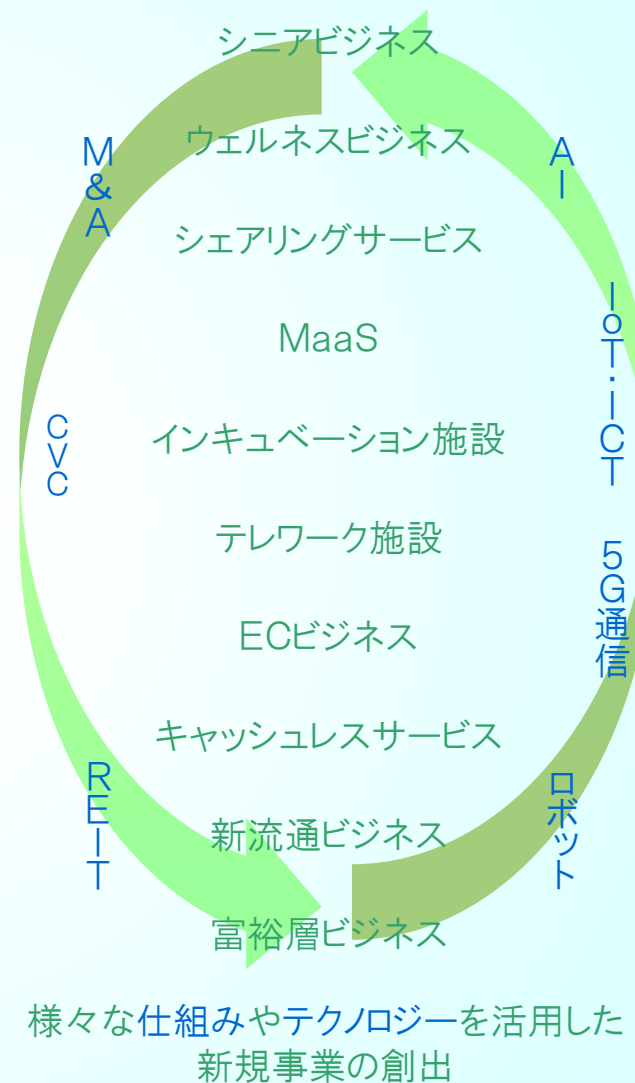 シニアビジネス
ウェルネスビジネス
シェアリングサービス
MaaS
インキュベーション施設
テレワーク施設
ECビジネス
キャッシュレスサービス
新流通ビジネス
富裕層ビジネス
M&A
CVC
REIT
AI
IoT・ICT
5G通信
ロボット
様々な仕組みやテクノロジーを活用した
新規事業の創出